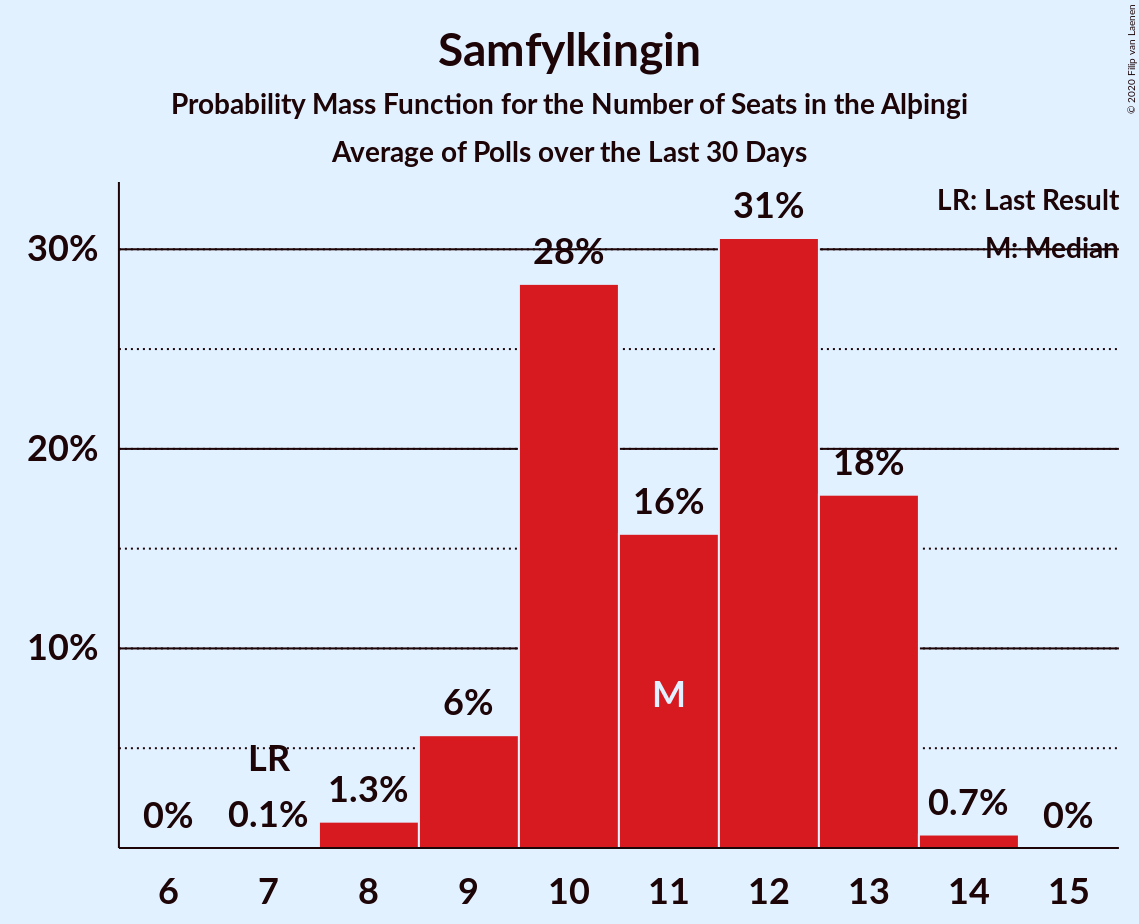 Samfylkingin
Probability Mass Function for the Number of Seats in the Alþingi
Average of Polls over the Last 30 Days
© 2020 Filip van Laenen
LR: Last Result
M: Median
30%
20%
10%
0%
LR
0.1%
1.3%
6%
28%
16%
M
31%
18%
0.7%
0%
6 7 8 9 10 11 12 13 14 15